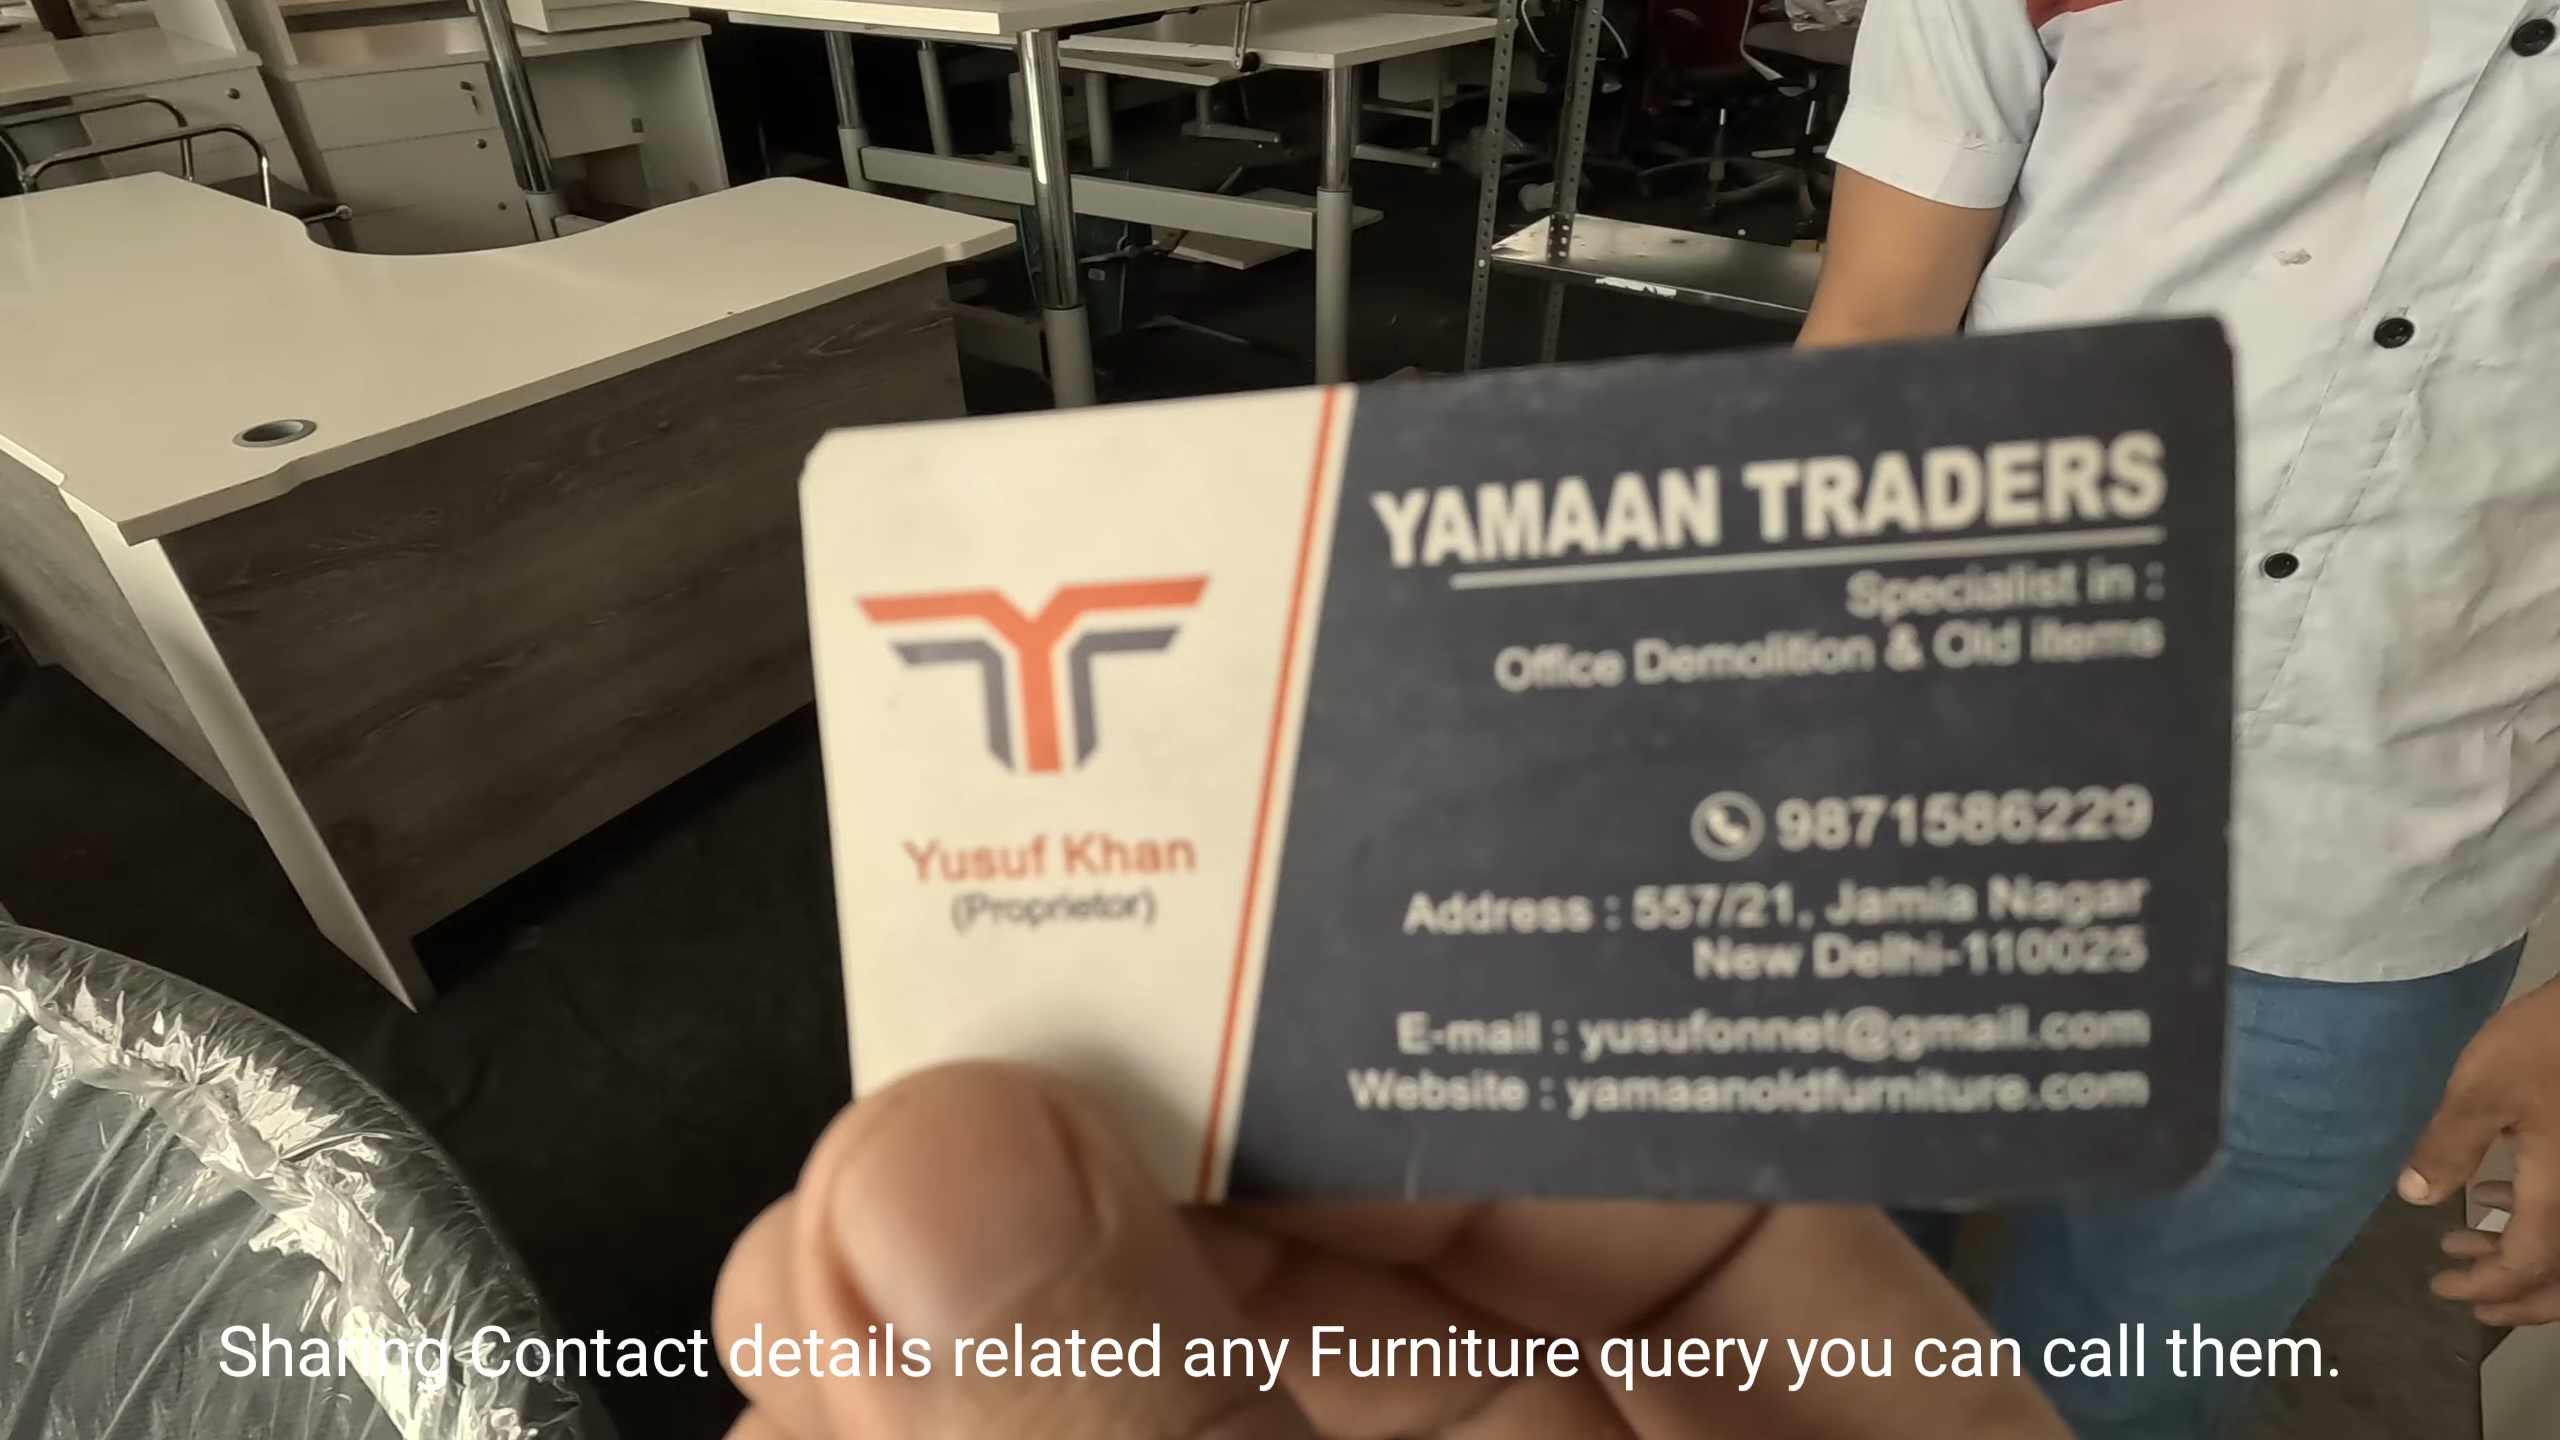 YAMAAN TRADERS
Specialist in :
Office Demolition & Old items
Yusuf Khan
(Proprietor)
9871586229
Address : 557/21, Jamia Nagar
New Delhi-110025
E-mail : yusufonnet@gmail.com
Website : yamaanoldfurniture.com
Sharing Contact details related any Furniture query you can call them.